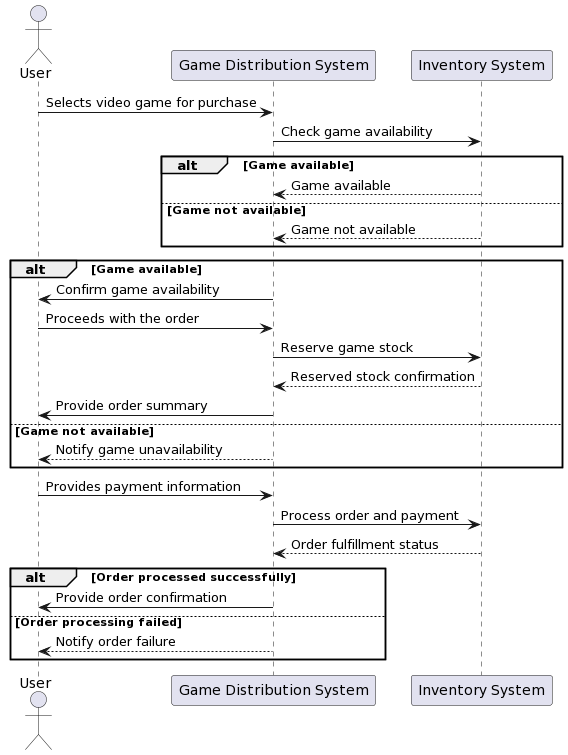 User
Game Distribution System
Inventory System
Selects video game for purchase
Check game availability
alt
[Game available]
Game available
[Game not available]
Game not available
alt
[Game available]
Confirm game availability
Proceeds with the order
Reserve game stock
Reserved stock confirmation
Provide order summary
[Game not available]
Notify game unavailability
Provides payment information
Process order and payment
Order fulfillment status
alt
[Order processed successfully]
Provide order confirmation
[Order processing failed]
Notify order failure
User
Game Distribution System
Inventory System